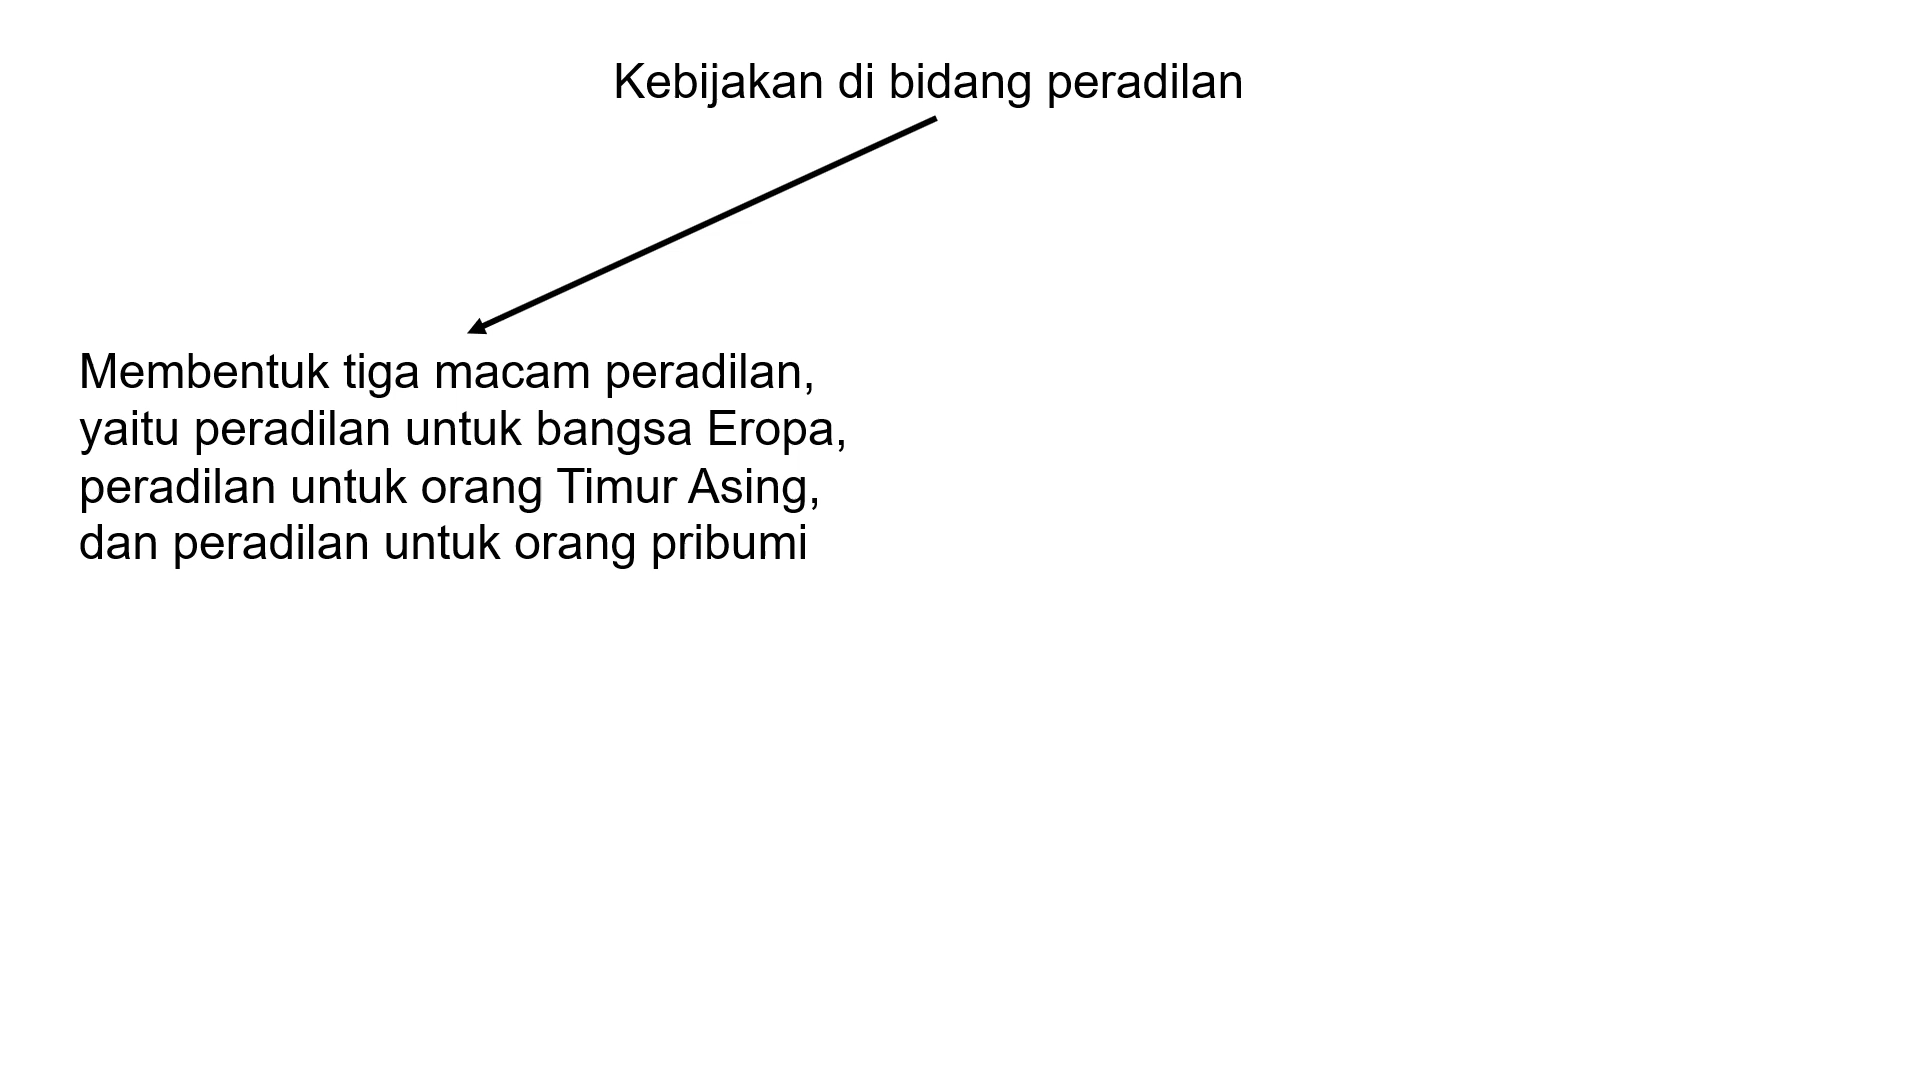 Kebijakan di bidang peradilan
Membentuk tiga macam peradilan,
yaitu peradilan untuk bangsa Eropa,
peradilan untuk orang Timur Asing,
dan peradilan untuk orang pribumi